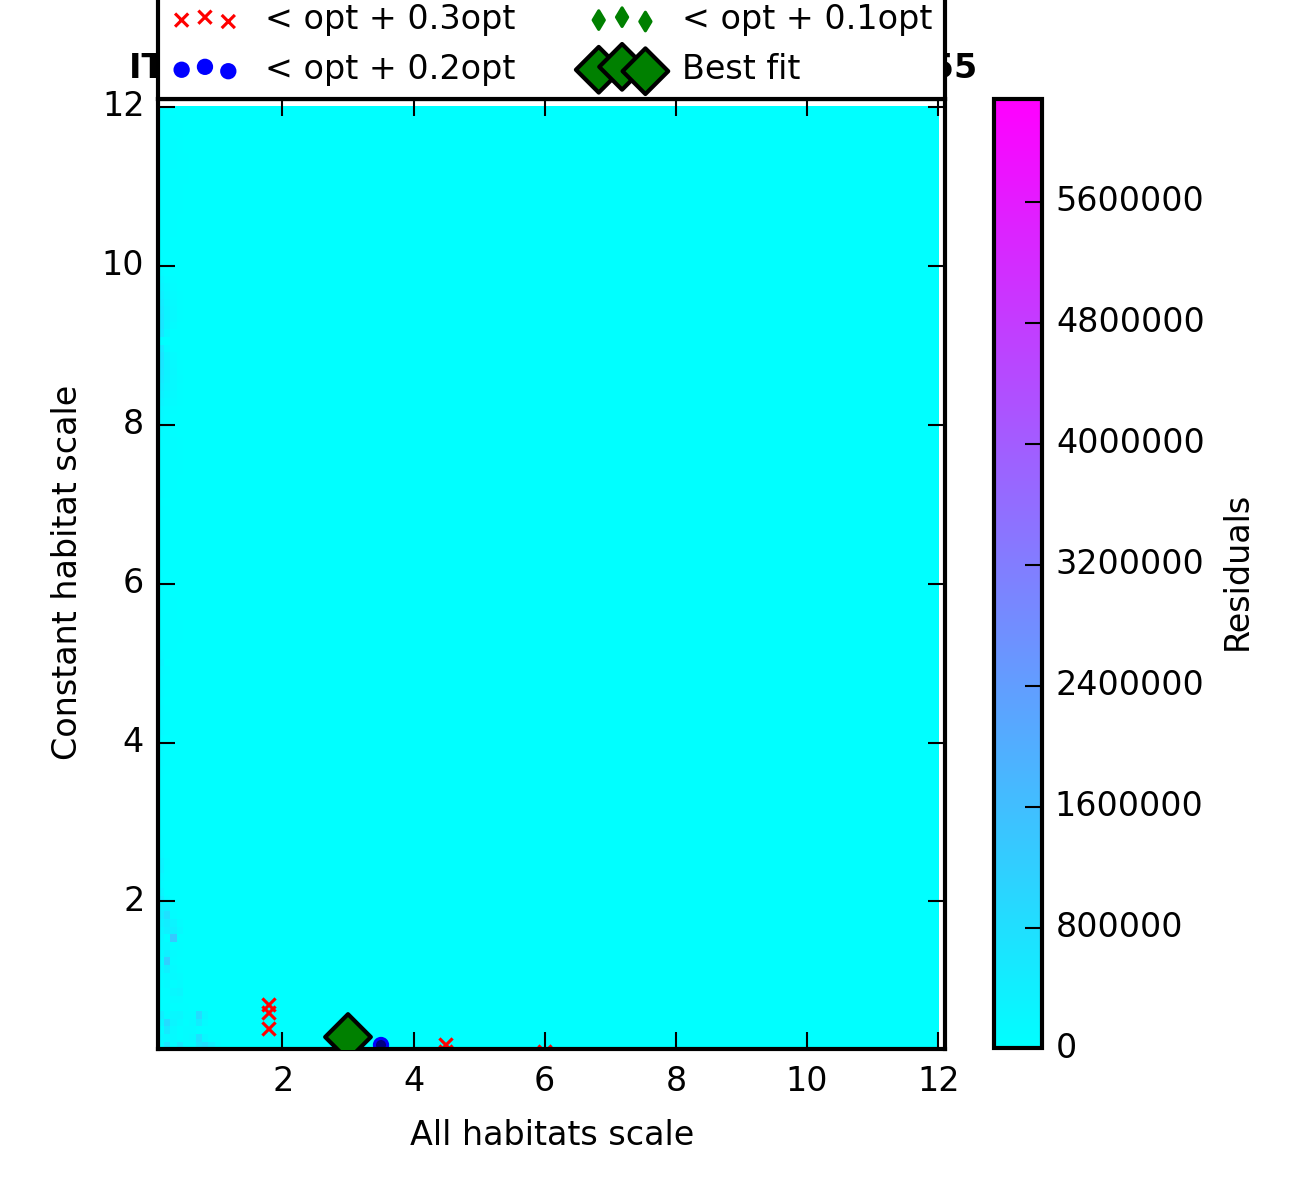 < opt + 0.3opt
< opt + 0.1opt
< opt + 0.2opt
Best fit
12
10
8
6
4
2
Constant habitat scale
2 4 6 8 10 12
All habitats scale
5600000
4800000
4000000
3200000
2400000
1600000
800000
0
Residuals